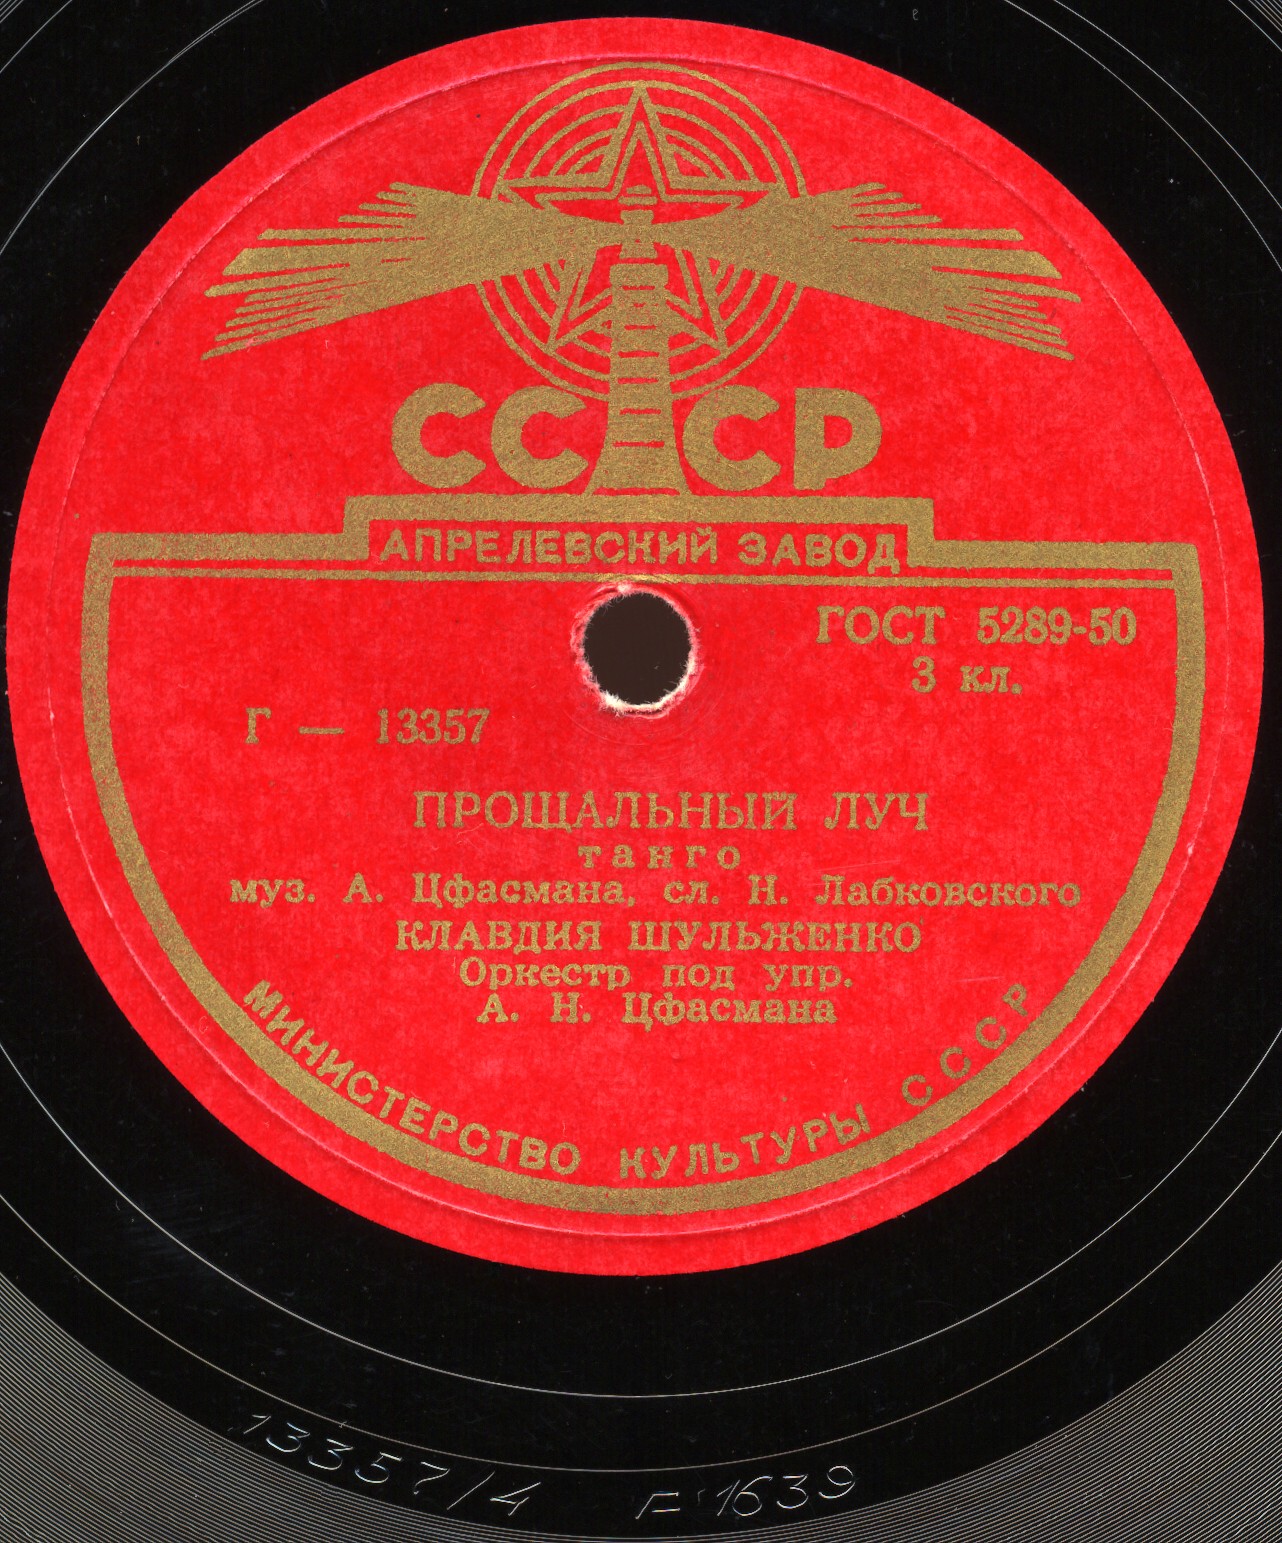 СССР
АПРЕЛЕВСКИЙ ЗАВОД
ГОСТ 5289-50
3 кл.
Г — 13357
ПРОЩАЛЬНЫЙ ЛУЧ
танго
муз. А. Цфасмана, сл. Н. Лабковского
КЛАВДИЯ ШУЛЬЖЕНКО
Оркестр под упр.
А. Н. Цфасмана
МИНИСТЕРСТВО КУЛЬТУРЫ СССР
13357/4 F 1639